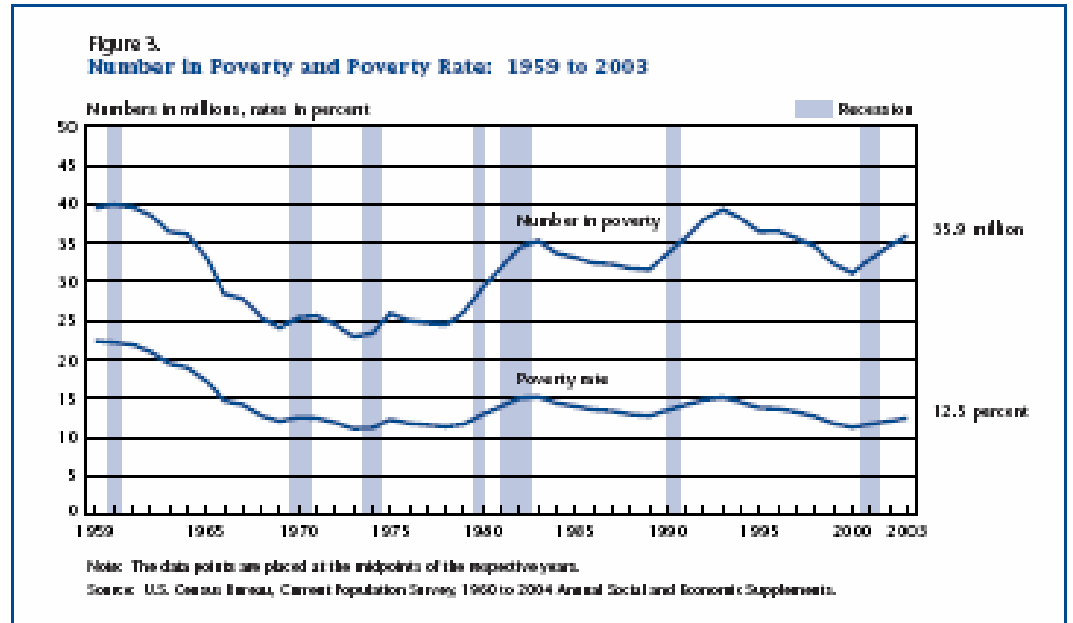 Figure 3.
Number in Poverty and Poverty Rate: 1959 to 2003
Numbers in millions, rates in percent
Recession
50
45
40
Number in poverty
35
35.9 million
30
25
20
Poverty rate
15
12.5 percent
10
5
0
1959 1965 1970 1975 1980 1985 1990 1995 2000 2003
Note: The data points are placed at the midpoints of the respective years.
Source: U.S. Census Bureau, Current Population Survey, 1960 to 2004 Annual Social and Economic Supplements.